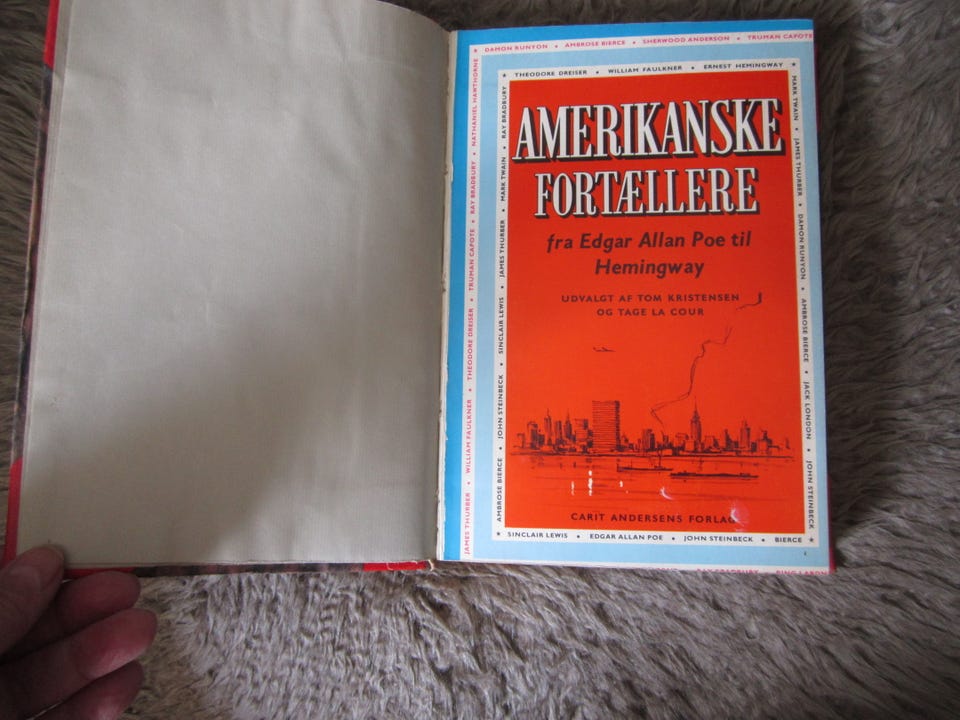 DAMON RUNYON • AMBROSE BIERCE • SHERWOOD ANDERSON • TRUMAN CAPOTE
★ THEODORE DREISER • WILLIAM FAULKNER • ERNEST HEMINGWAY ★
JAMES THURBER • WILLIAM FAULKNER • THEODORE DREISER • TRUMAN CAPOTE • RAY BRADBURY • NATHANIEL HAWTHORNE
AMBROSE BIERCE • JOHN STEINBECK • SINCLAIR LEWIS • JAMES THURBER • MARK TWAIN • RAY BRADBURY
AMERIKANSKE
FORTÆLLERE
fra Edgar Allan Poe til
Hemingway
UDVALGT AF TOM KRISTENSEN
OG TAGE LA COUR
CARIT ANDERSENS FORLAG
MARK TWAIN • JAMES THURBER • DAMON RUNYON • AMBROSE BIERCE • JACK LONDON • JOHN STEINBECK
★ SINCLAIR LEWIS • EDGAR ALLAN POE • JOHN STEINBECK • BIERCE ★